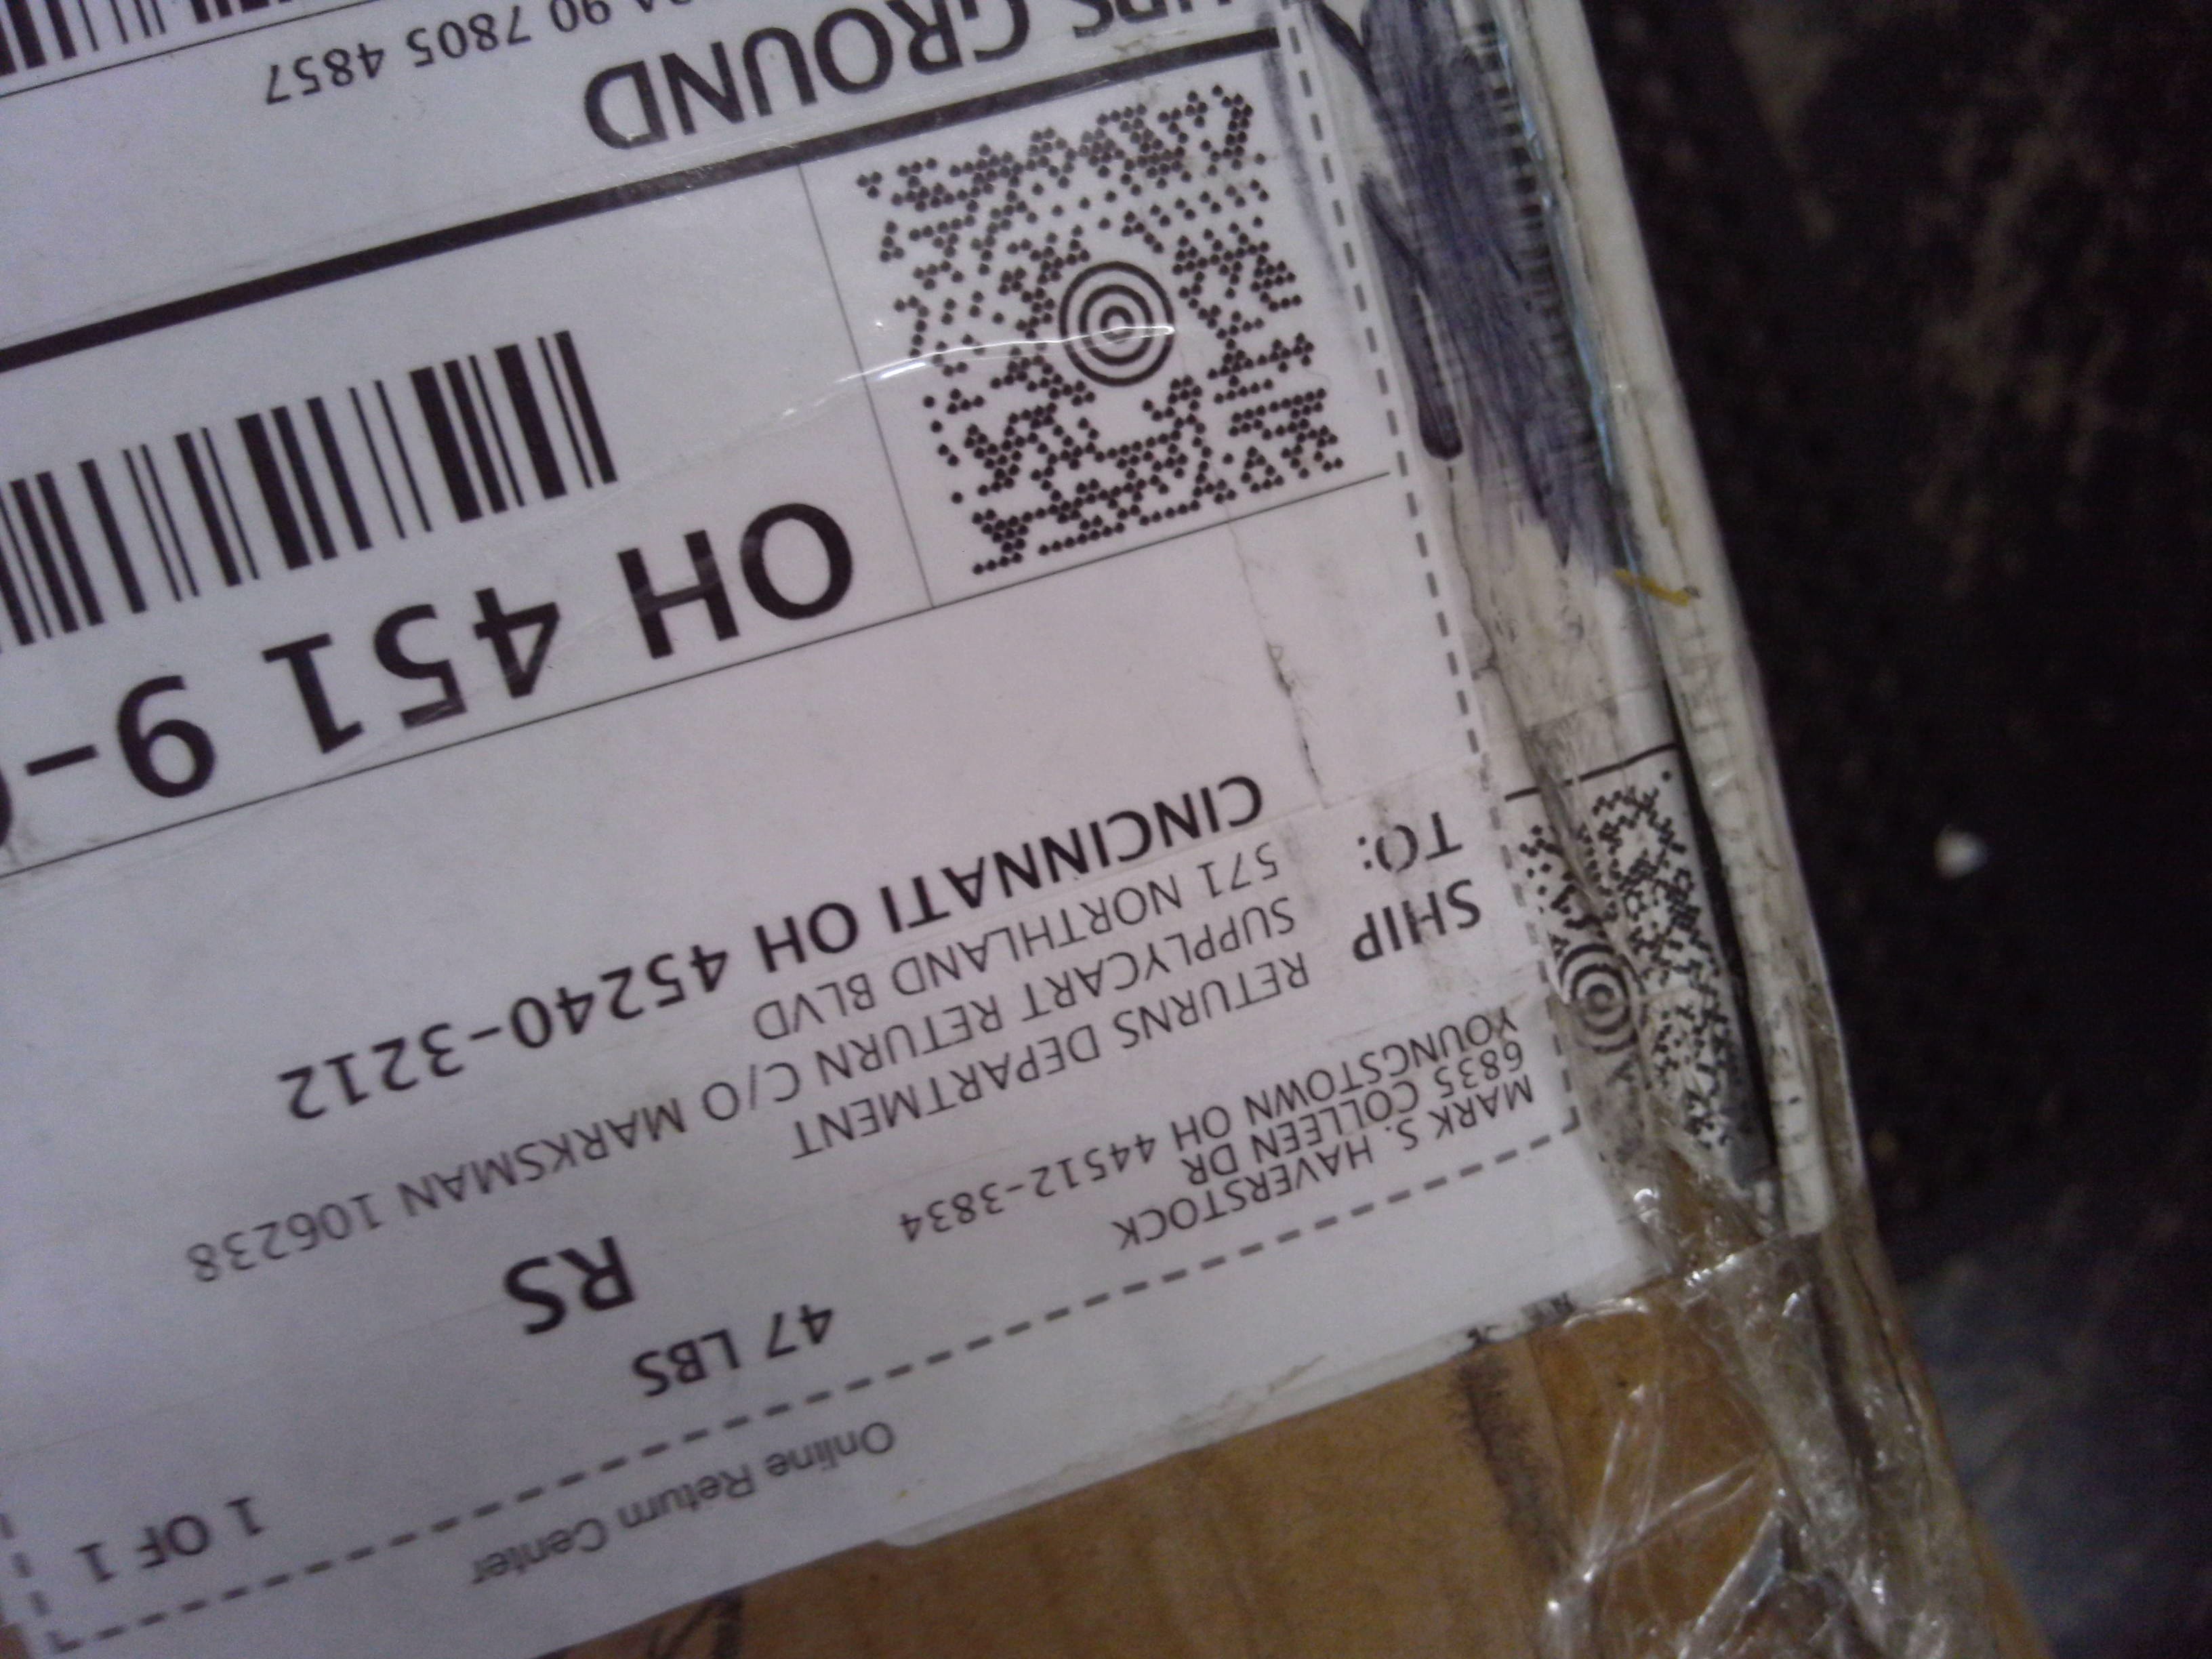 Online Return Center
MARK S. HAVERSTOCK
6835 COLLEEN DR
YOUNGSTOWN OH 44512-3834
47 LBS
1 OF 1
RS
SHIP
TO:
RETURNS DEPARTMENT
SUPPLYCART RETURN C/O MARKSMAN 106238
571 NORTHLAND BLVD
CINCINNATI OH 45240-3212
OH 451 9-
UPS GROUND
90 7805 4857